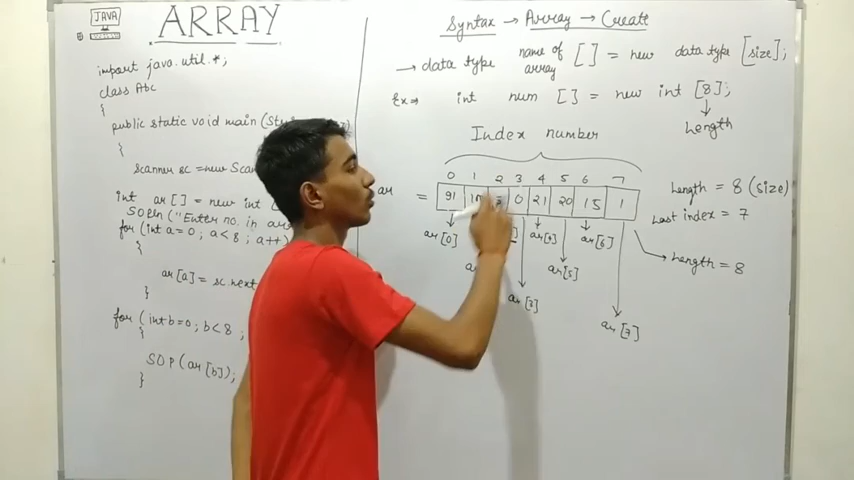 JAVA
ARRAY
import java.util.*;
class Abc
{
public static void main (St
{
scanner sc = new Scan
int ar [ ] = new int [
SOPln ("Enter no. in
for (int a=0; a<8; a++)
{
ar[a] = sc.next
}
for (int b=0; b<8;
{
SOP (ar[b]);
}
Syntax → Array → Create
→ data type name of array [ ] = new data type [size];
Ex⇒ int num [ ] = new int [8];
Length
Index number
0 1 2 3 4 5 6 7
ar = 91 0 21 20 15 1
ar[0] ar[4] ar[6]
ar[5]
ar[3]
ar[7]
Length = 8 (size)
Last index = 7
Length = 8